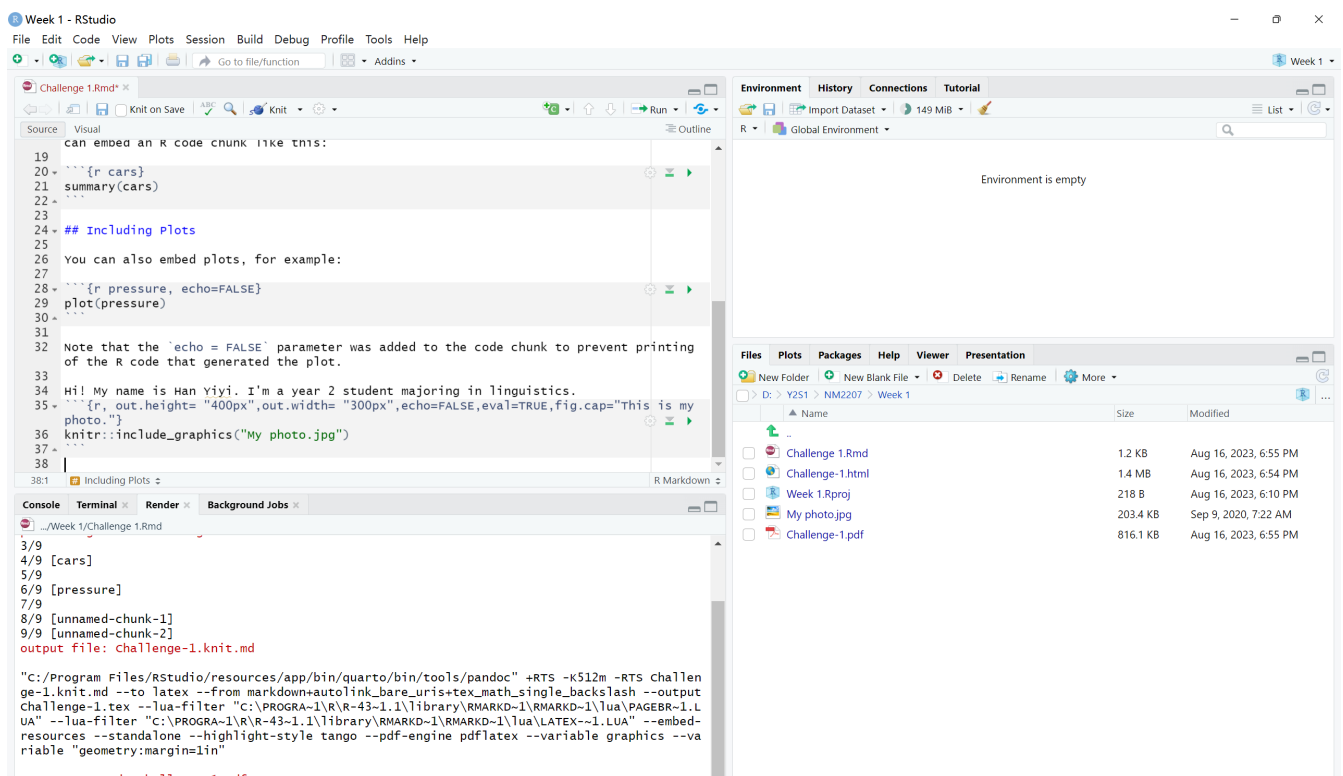 Week 1 - RStudio
File Edit Code View Plots Session Build Debug Profile Tools Help
Go to file/function
Addins
Week 1
Challenge 1.Rmd*
Knit on Save
ABC
Knit
Run
Source Visual
Outline
can embed an R code chunk like this:
19
20 ```{r cars}
21 summary(cars)
22 ```
23
24 ## Including Plots
25
26 You can also embed plots, for example:
27
28 ```{r pressure, echo=FALSE}
29 plot(pressure)
30 ```
31
32 Note that the `echo = FALSE` parameter was added to the code chunk to prevent printing
of the R code that generated the plot.
33
34 Hi! My name is Han Yiyi. I'm a year 2 student majoring in linguistics.
35 ```{r, out.height= "400px",out.width= "300px",echo=FALSE,eval=TRUE,fig.cap="This is my
photo."}
36 knitr::include_graphics("My photo.jpg")
37 ```
38
38:1 # Including Plots R Markdown
Console Terminal Render Background Jobs
.../Week 1/Challenge 1.Rmd
3/9
4/9 [cars]
5/9
6/9 [pressure]
7/9
8/9 [unnamed-chunk-1]
9/9 [unnamed-chunk-2]
output file: Challenge-1.knit.md
"C:/Program Files/RStudio/resources/app/bin/quarto/bin/tools/pandoc" +RTS -K512m -RTS Challen
ge-1.knit.md --to latex --from markdown+autolink_bare_uris+tex_math_single_backslash --output
Challenge-1.tex --lua-filter "C:\PROGRA~1\R\R-43~1.1\library\RMARKD~1\RMARKD~1\lua\PAGEBR~1.L
UA" --lua-filter "C:\PROGRA~1\R\R-43~1.1\library\RMARKD~1\RMARKD~1\lua\LATEX-~1.LUA" --embed-
resources --standalone --highlight-style tango --pdf-engine pdflatex --variable graphics --va
riable "geometry:margin=1in"
Environment History Connections Tutorial
Import Dataset 149 MiB
List
R Global Environment
Environment is empty
Files Plots Packages Help Viewer Presentation
New Folder New Blank File Delete Rename More
D: > Y2S1 > NM2207 > Week 1
...
Name Size Modified
..
Challenge 1.Rmd 1.2 KB Aug 16, 2023, 6:55 PM
Challenge-1.html 1.4 MB Aug 16, 2023, 6:54 PM
Week 1.Rproj 218 B Aug 16, 2023, 6:10 PM
My photo.jpg 203.4 KB Sep 9, 2020, 7:22 AM
Challenge-1.pdf 816.1 KB Aug 16, 2023, 6:55 PM